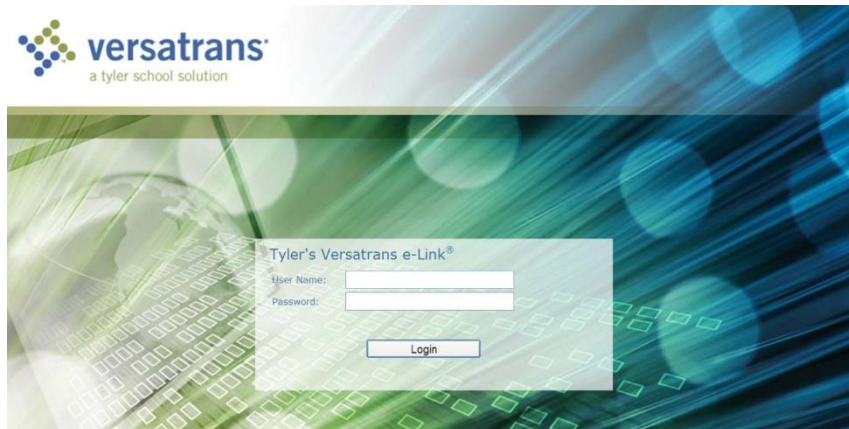 versatrans
a tyler school solution
Tyler's Versatrans e-Link®
User Name:
Password:
Login